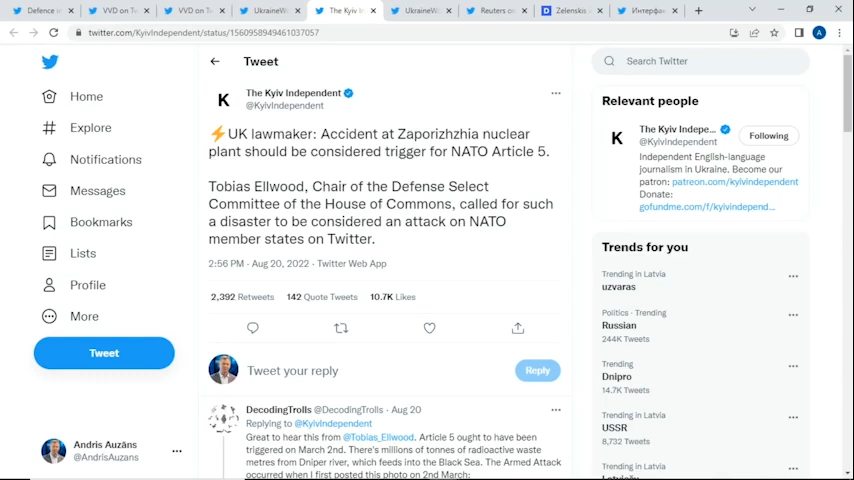 Defence in
VVD on Tw
VVD on Tw
UkraineWo
The Kyiv In
UkraineWo
Reuters on
Zelenskis
Интерфак
twitter.com/KyivIndependent/status/1560958949461037057
A
Home
Explore
Notifications
Messages
Bookmarks
Lists
Profile
More
Tweet
Andris Auzāns
@AndrisAuzans
Tweet
The Kyiv Independent
@KyivIndependent
⚡UK lawmaker: Accident at Zaporizhzhia nuclear
plant should be considered trigger for NATO Article 5.
Tobias Ellwood, Chair of the Defense Select
Committee of the House of Commons, called for such
a disaster to be considered an attack on NATO
member states on Twitter.
2:56 PM · Aug 20, 2022 · Twitter Web App
2,392 Retweets 142 Quote Tweets 10.7K Likes
Tweet your reply
Reply
DecodingTrolls @DecodingTrolls · Aug 20
Replying to @KyivIndependent
Great to hear this from @Tobias_Ellwood. Article 5 ought to have been
triggered on March 2nd. There's millions of tonnes of radioactive waste
metres from Dniper river, which feeds into the Black Sea. The Armed Attack
occurred when I first posted this photo on 2nd March:
Search Twitter
Relevant people
K
The Kyiv Indepe...
@KyivIndependent
Following
Independent English-language
journalism in Ukraine. Become our
patron: patreon.com/kyivindependent
Donate:
gofundme.com/f/kyivindepend...
Trends for you
Trending in Latvia
uzvaras
Politics · Trending
Russian
244K Tweets
Trending
Dnipro
14.7K Tweets
Trending in Latvia
USSR
8,732 Tweets
Trending in Latvia